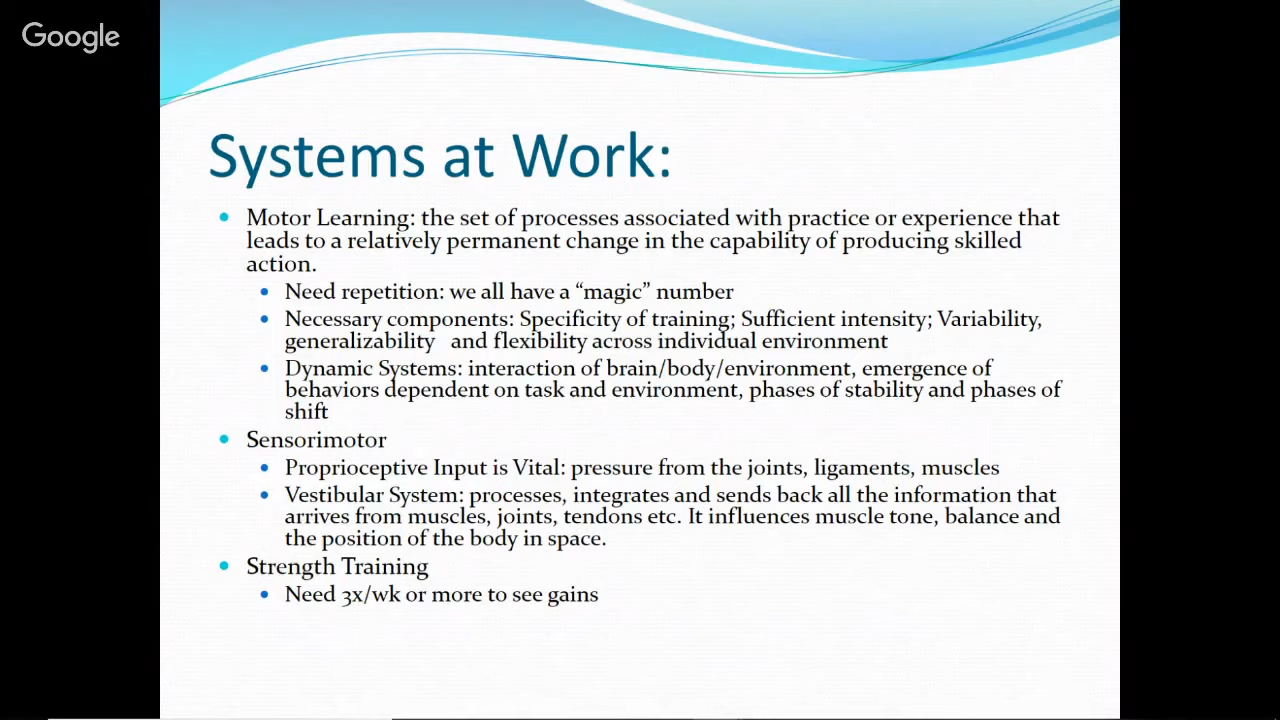 Google
Systems at Work:
Motor Learning: the set of processes associated with practice or experience that
leads to a relatively permanent change in the capability of producing skilled
action.
Need repetition: we all have a “magic” number
Necessary components: Specificity of training; Sufficient intensity; Variability,
generalizability and flexibility across individual environment
Dynamic Systems: interaction of brain/body/environment, emergence of
behaviors dependent on task and environment, phases of stability and phases of
shift
Sensorimotor
Proprioceptive Input is Vital: pressure from the joints, ligaments, muscles
Vestibular System: processes, integrates and sends back all the information that
arrives from muscles, joints, tendons etc. It influences muscle tone, balance and
the position of the body in space.
Strength Training
Need 3x/wk or more to see gains